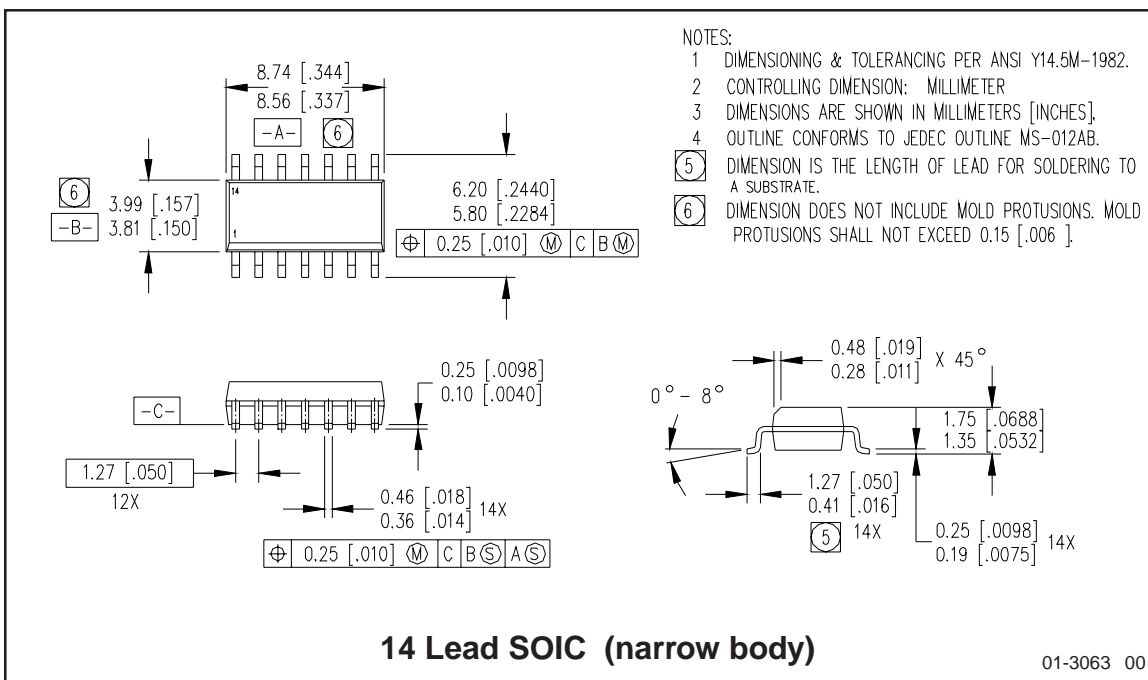 8.74 [.344]
8.56 [.337]
-A- 6
6
3.99 [.157]
-B- 3.81 [.150]
14
1
6.20 [.2440]
5.80 [.2284]
⌖ 0.25 [.010] Ⓜ C B Ⓜ
NOTES:
1 DIMENSIONING & TOLERANCING PER ANSI Y14.5M-1982.
2 CONTROLLING DIMENSION: MILLIMETER
3 DIMENSIONS ARE SHOWN IN MILLIMETERS [INCHES].
4 OUTLINE CONFORMS TO JEDEC OUTLINE MS-012AB.
5 DIMENSION IS THE LENGTH OF LEAD FOR SOLDERING TO
A SUBSTRATE.
6 DIMENSION DOES NOT INCLUDE MOLD PROTUSIONS. MOLD
PROTUSIONS SHALL NOT EXCEED 0.15 [.006 ].
-C-
0.25 [.0098]
0.10 [.0040]
1.27 [.050]
12X
0.46 [.018]
0.36 [.014] 14X
⌖ 0.25 [.010] Ⓜ C B Ⓢ A Ⓢ
0.48 [.019]
0.28 [.011] X 45°
0° - 8°
1.75 [.0688]
1.35 [.0532]
1.27 [.050]
0.41 [.016]
5 14X
0.25 [.0098]
0.19 [.0075] 14X
14 Lead SOIC (narrow body)
01-3063 00